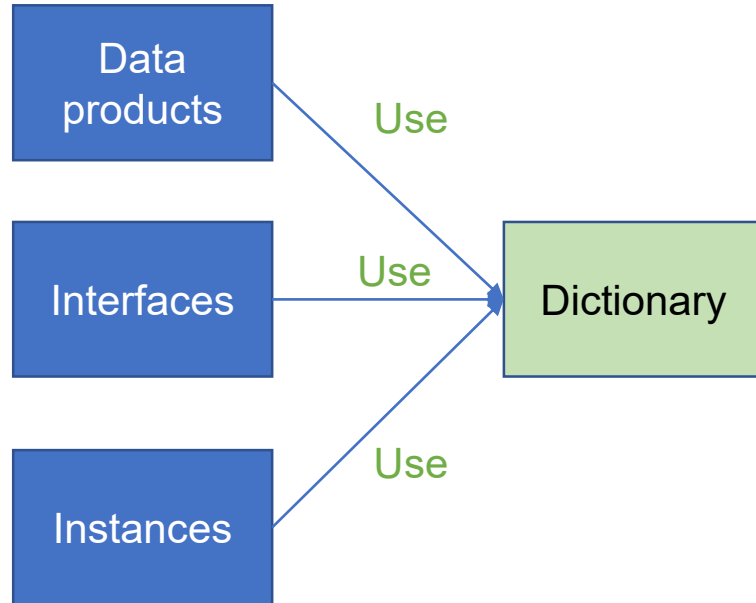 Data
products
Use
Interfaces
Use
Dictionary
Instances
Use